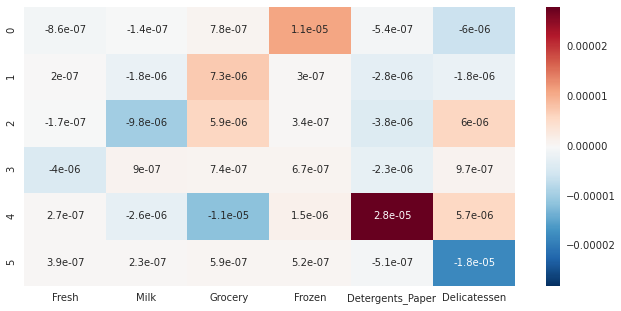 0 -8.6e-07 -1.4e-07 7.8e-07 1.1e-05 -5.4e-07 -6e-06
1 2e-07 -1.8e-06 7.3e-06 3e-07 -2.8e-06 -1.8e-06
2 -1.7e-07 -9.8e-06 5.9e-06 3.4e-07 -3.8e-06 6e-06
3 -4e-06 9e-07 7.4e-07 6.7e-07 -2.3e-06 9.7e-07
4 2.7e-07 -2.6e-06 -1.1e-05 1.5e-06 2.8e-05 5.7e-06
5 3.9e-07 2.3e-07 5.9e-07 5.2e-07 -5.1e-07 -1.8e-05
Fresh Milk Grocery Frozen Detergents_Paper Delicatessen
0.00002
0.00001
0.00000
-0.00001
-0.00002